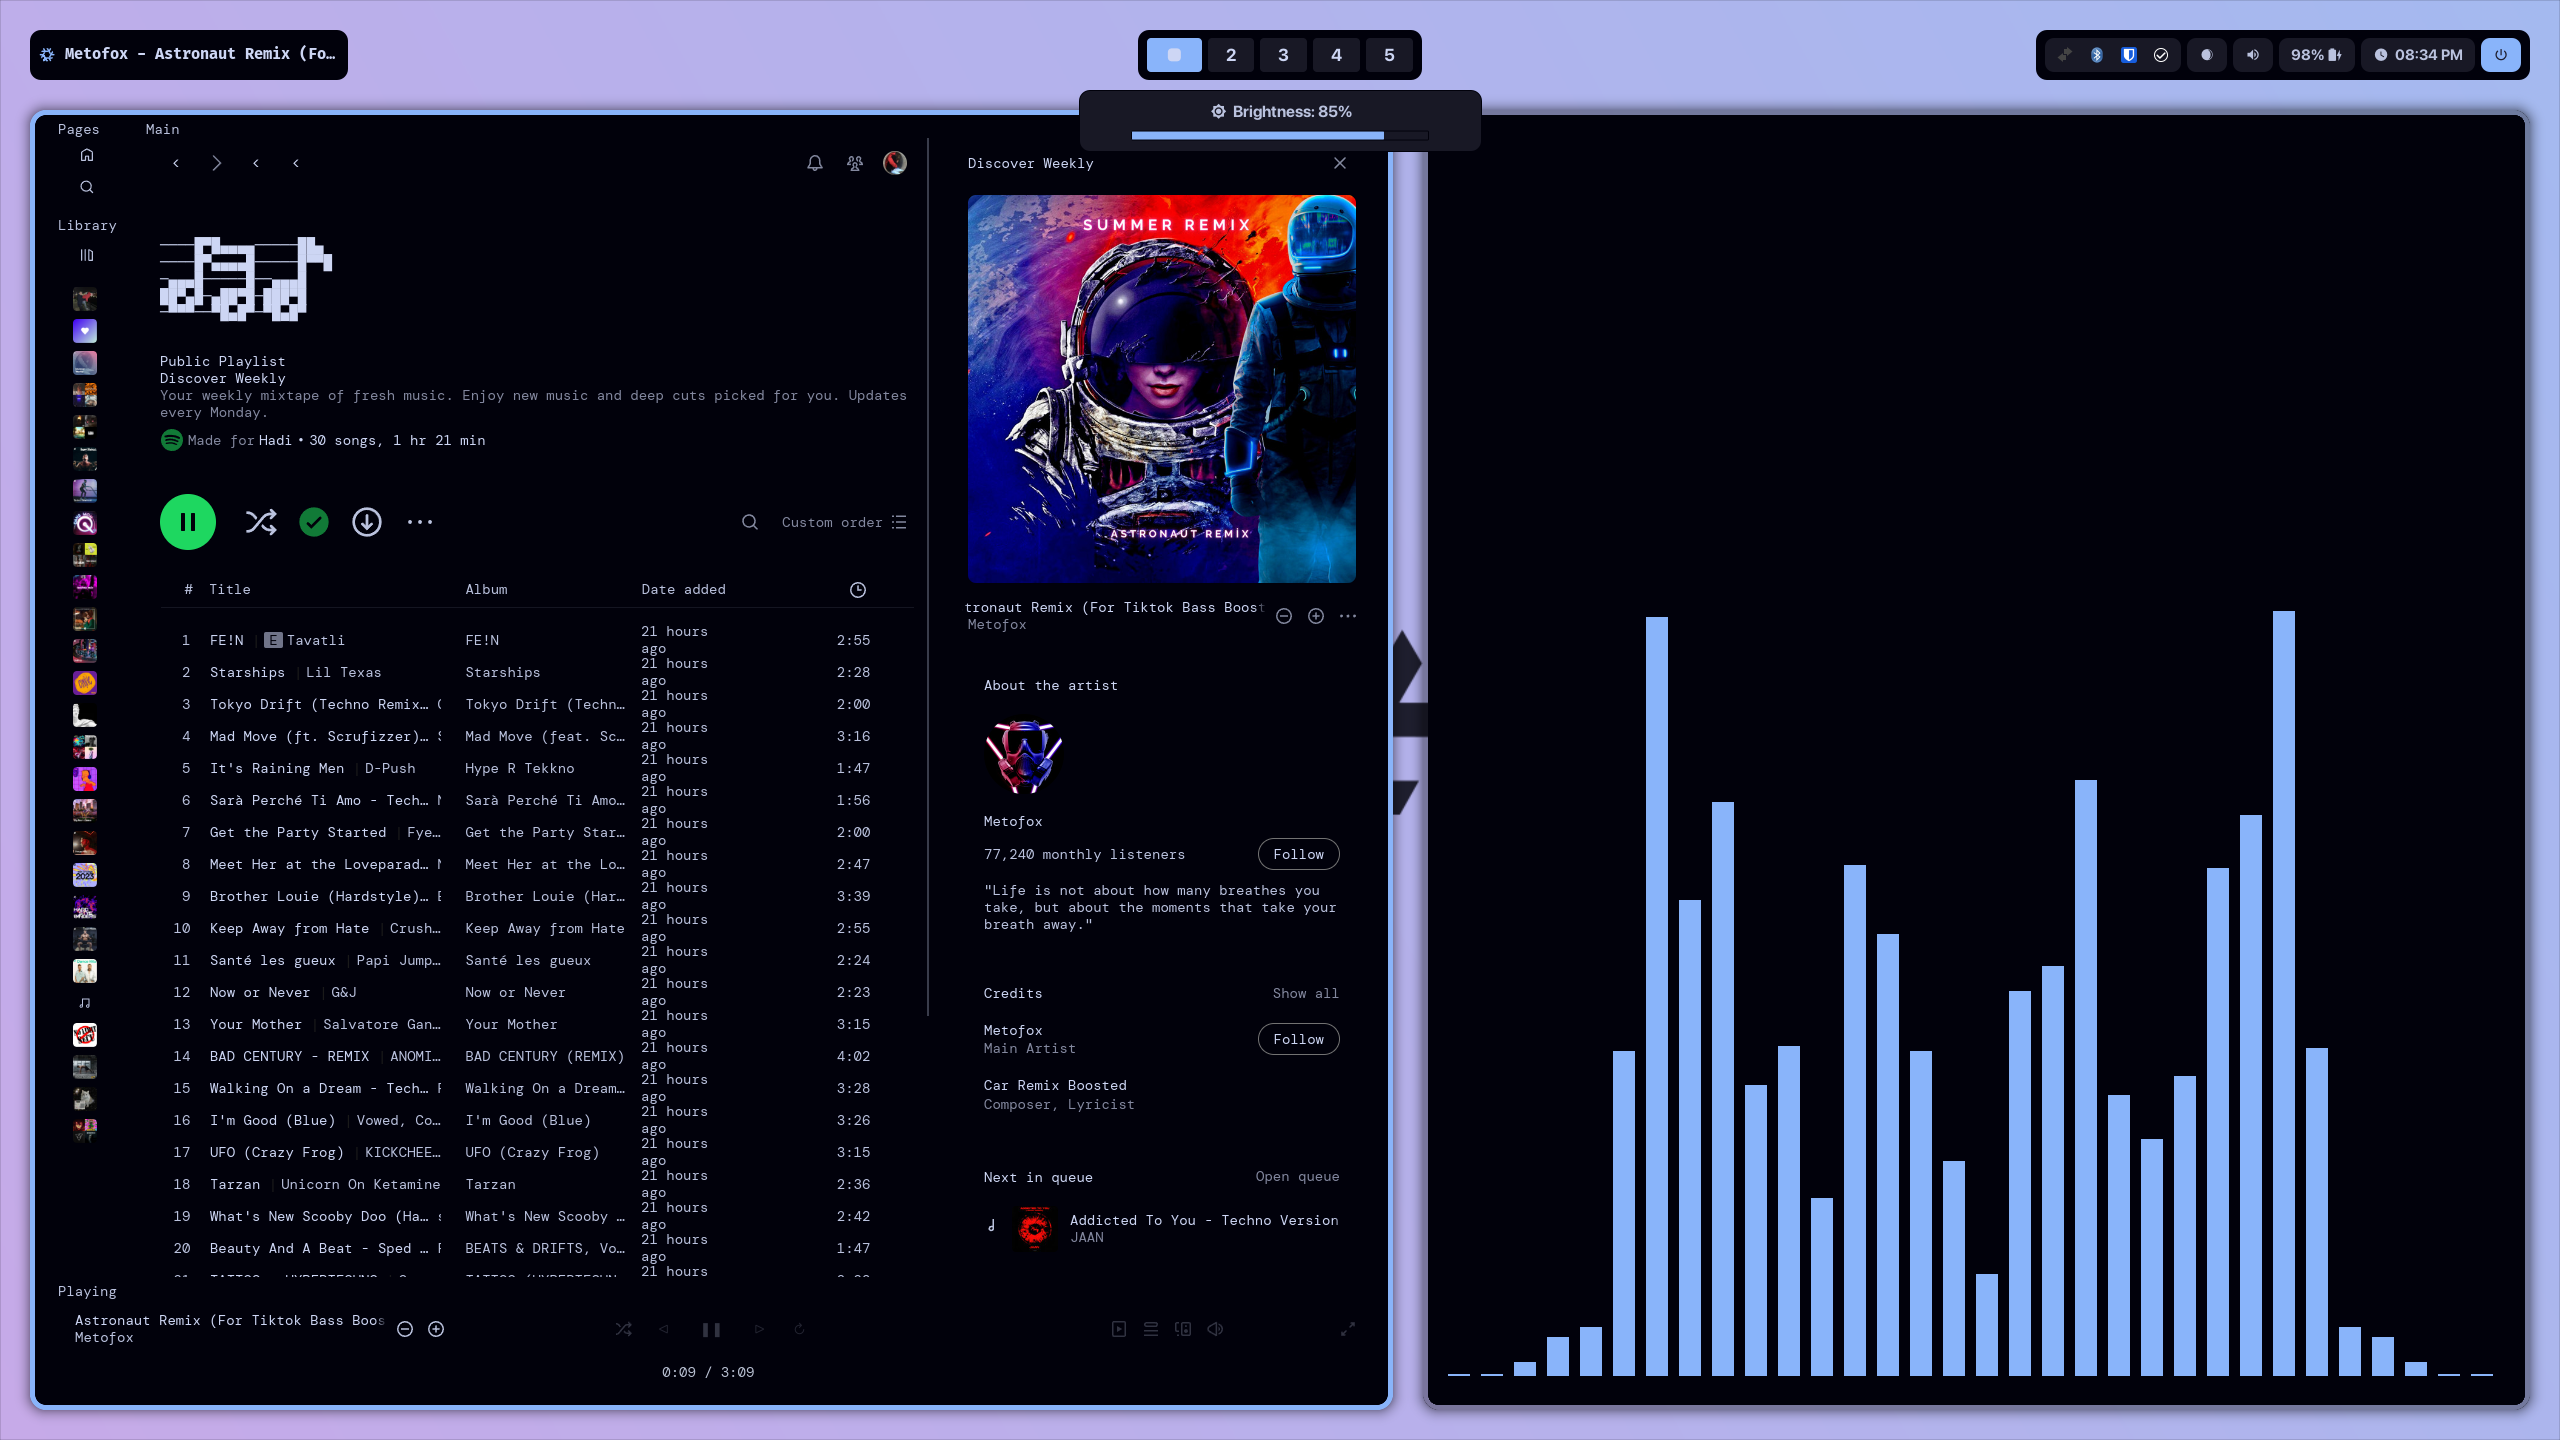 Metofox - Astronaut Remix (Fo…
2 3 4 5
98%
08:34 PM
Brightness: 85%
Pages
Main
Library
Public Playlist
Discover Weekly
Your weekly mixtape of fresh music. Enjoy new music and deep cuts picked for you. Updates
every Monday.
Made for Hadi • 30 songs, 1 hr 21 min
Custom order
# Title Album Date added
1 FE!N E Tavatli FE!N 21 hours ago 2:55
2 Starships Lil Texas Starships 21 hours ago 2:28
3 Tokyo Drift (Techno Remix… Tokyo Drift (Techn… 21 hours ago 2:00
4 Mad Move (ft. Scrufizzer)… Mad Move (feat. Sc… 21 hours ago 3:16
5 It's Raining Men D-Push Hype R Tekkno 21 hours ago 1:47
6 Sarà Perché Ti Amo - Tech… Sarà Perché Ti Amo… 21 hours ago 1:56
7 Get the Party Started Fye… Get the Party Star… 21 hours ago 2:00
8 Meet Her at the Loveparad… Meet Her at the Lo… 21 hours ago 2:47
9 Brother Louie (Hardstyle)… Brother Louie (Har… 21 hours ago 3:39
10 Keep Away from Hate Crush… Keep Away from Hate 21 hours ago 2:55
11 Santé les gueux Papi Jump… Santé les gueux 21 hours ago 2:24
12 Now or Never G&J Now or Never 21 hours ago 2:23
13 Your Mother Salvatore Gan… Your Mother 21 hours ago 3:15
14 BAD CENTURY - REMIX ANOMI… BAD CENTURY (REMIX) 21 hours ago 4:02
15 Walking On a Dream - Tech… Walking On a Dream… 21 hours ago 3:28
16 I'm Good (Blue) Vowed, Co… I'm Good (Blue) 21 hours ago 3:26
17 UFO (Crazy Frog) KICKCHEE… UFO (Crazy Frog) 21 hours ago 3:15
18 Tarzan Unicorn On Ketamine Tarzan 21 hours ago 2:36
19 What's New Scooby Doo (Ha… What's New Scooby … 21 hours ago 2:42
20 Beauty And A Beat - Sped … BEATS & DRIFTS, Vo… 21 hours ago 1:47
21 hours
Discover Weekly
SUMMER REMIX
ASTRONAUT REMİX
tronaut Remix (For Tiktok Bass Boost
Metofox
About the artist
Metofox
77,240 monthly listeners
Follow
"Life is not about how many breathes you
take, but about the moments that take your
breath away."
Credits
Show all
Metofox
Main Artist
Follow
Car Remix Boosted
Composer, Lyricist
Next in queue
Open queue
Addicted To You - Techno Version
JAAN
Playing
Astronaut Remix (For Tiktok Bass Boos
Metofox
0:09 / 3:09